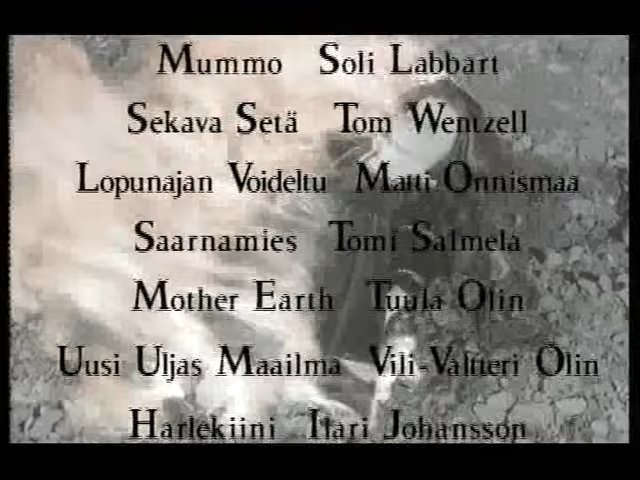 Mummo Soli Labbart
Sekava Setä Tom Wentzell
Lopunajan Voideltu Matti Onnismaa
Saarnamies Tomi Salmela
Mother Earth Tuula Olin
Uusi Uljas Maailma Vili-Valtteri Olin
Harlekiini Ilari Johansson